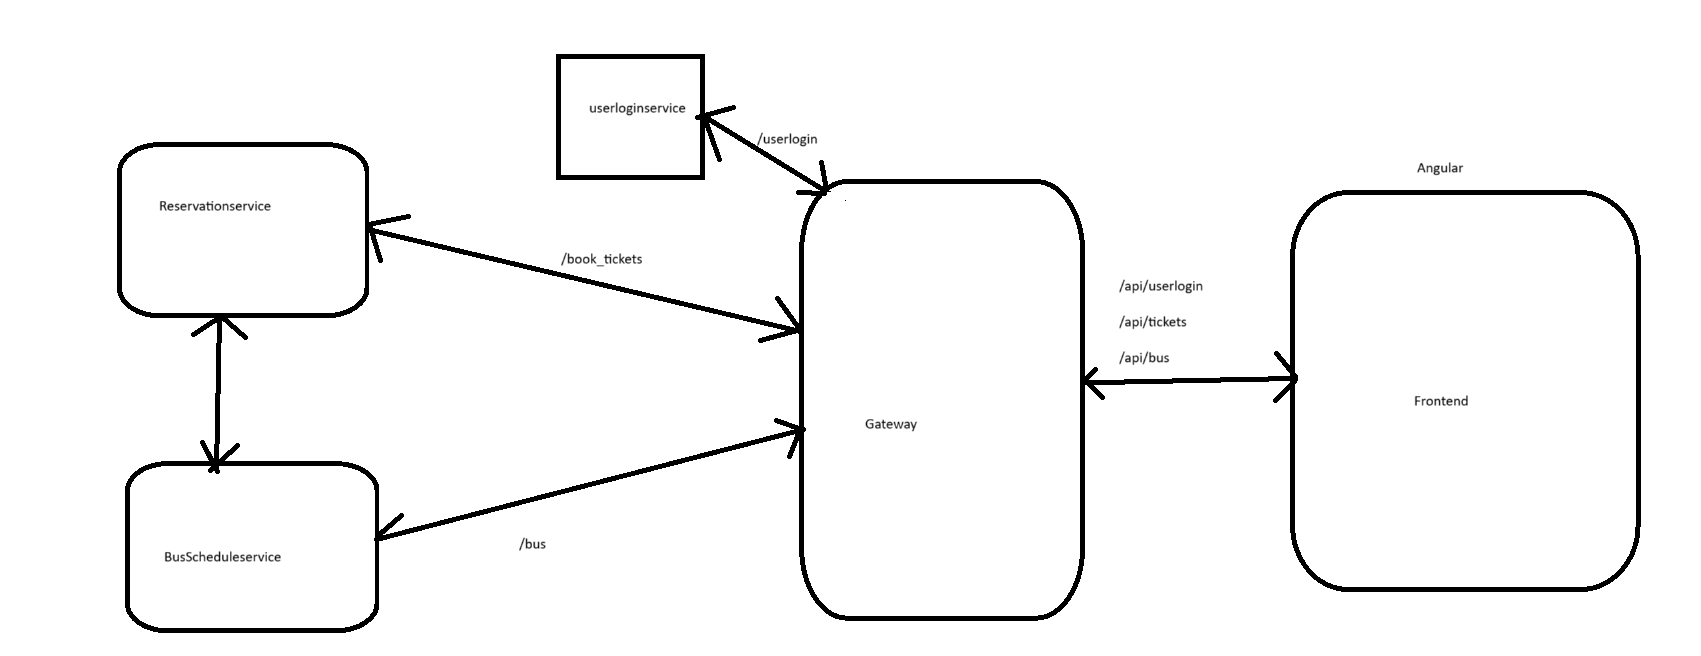 userloginservice
/userlogin
Angular
Reservationservice
/book_tickets
/api/userlogin
/api/tickets
/api/bus
Frontend
Gateway
/bus
BusScheduleservice